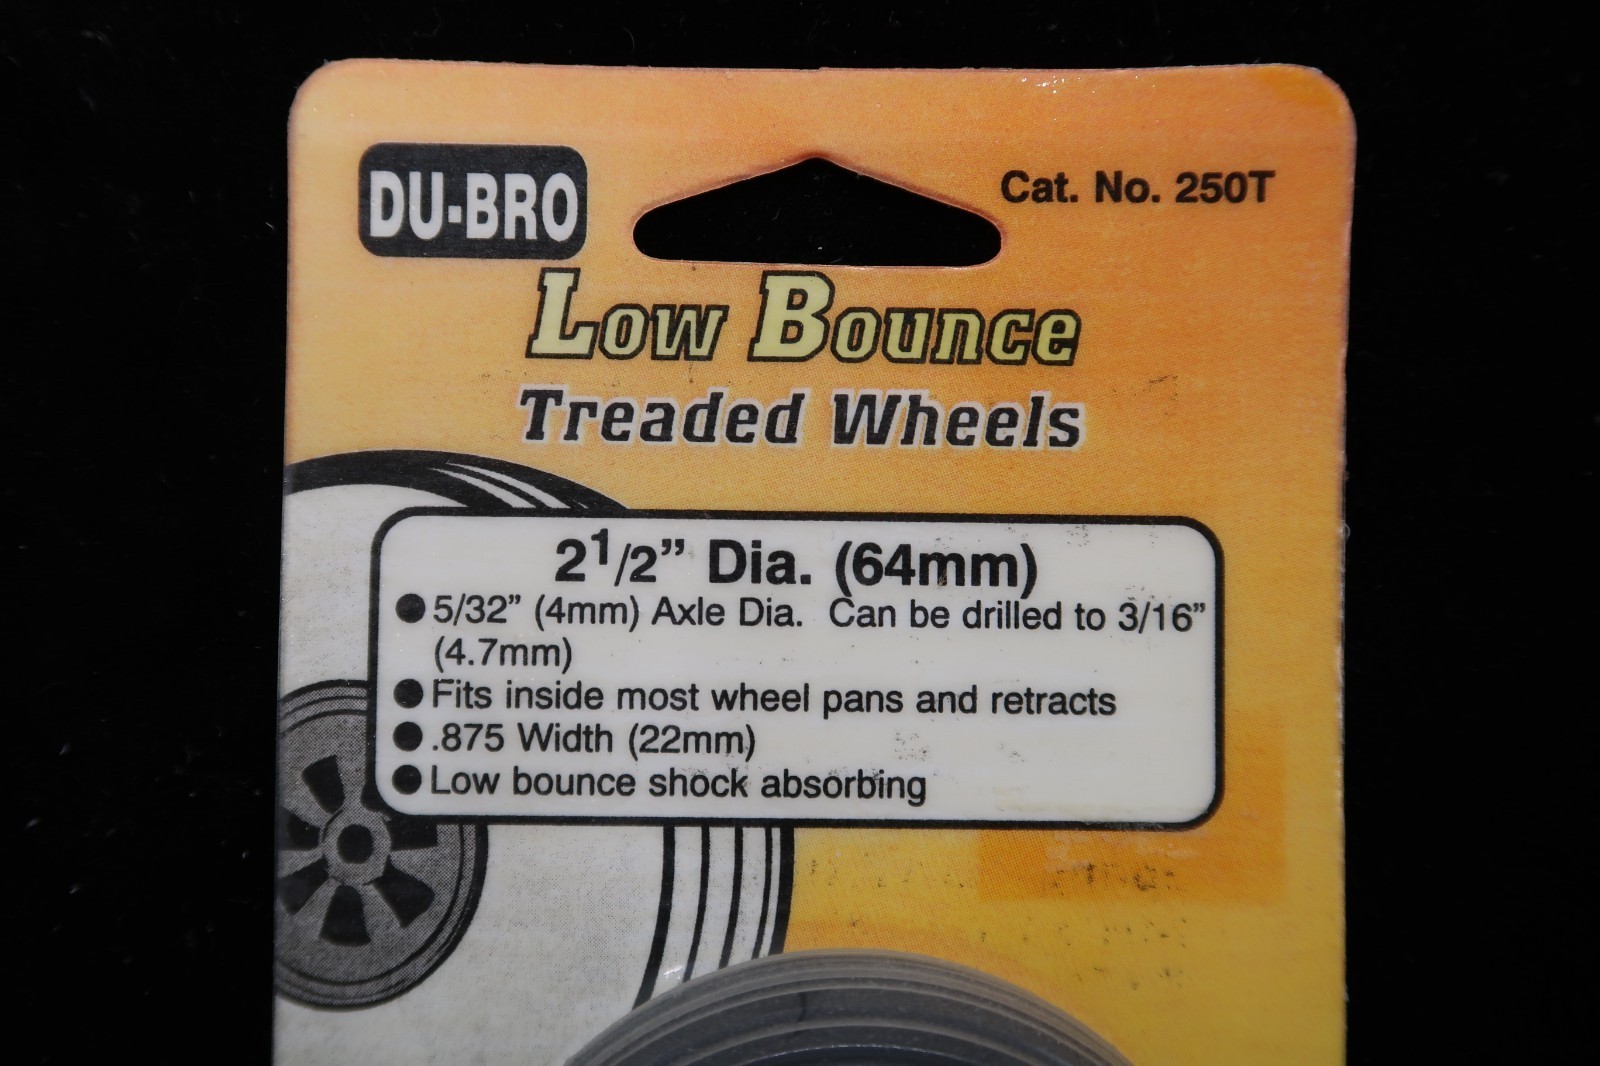 DU-BRO
Cat. No. 250T
Low Bounce
Treaded Wheels
2 1/2” Dia. (64mm)
● 5/32” (4mm) Axle Dia. Can be drilled to 3/16”
(4.7mm)
● Fits inside most wheel pans and retracts
● .875 Width (22mm)
● Low bounce shock absorbing